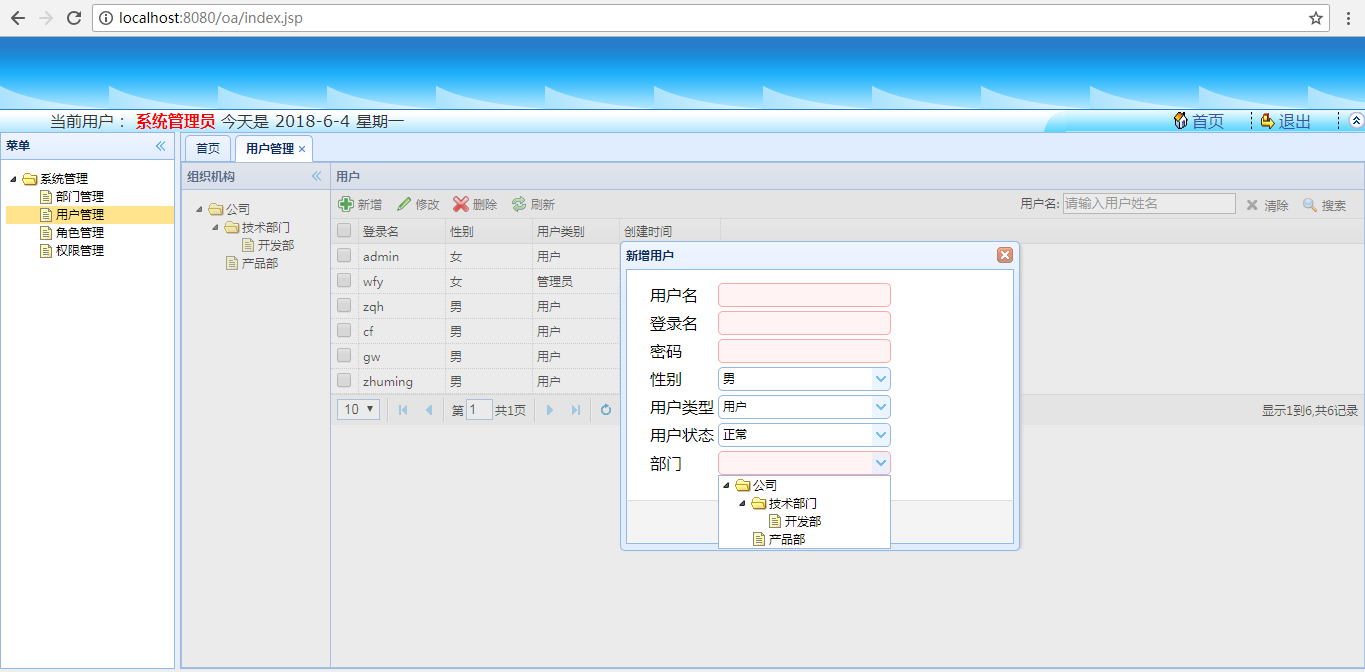 localhost:8080/oa/index.jsp
当前用户： 系统管理员 今天是 2018-6-4 星期一
首页
退出
菜单
系统管理
部门管理
用户管理
角色管理
权限管理
首页
用户管理
组织机构
公司
技术部门
开发部
产品部
用户
新增 修改 删除 刷新
用户名: 请输入用户姓名 清除 搜索
登录名 性别 用户类别 创建时间
admin 女 用户
wfy 女 管理员
zqh 男 用户
cf 男 用户
gw 男 用户
zhuming 男 用户
10 第 1 共1页
显示1到6,共6记录
新增用户
用户名
登录名
密码
性别 男
用户类型 用户
用户状态 正常
部门
公司
技术部门
开发部
产品部